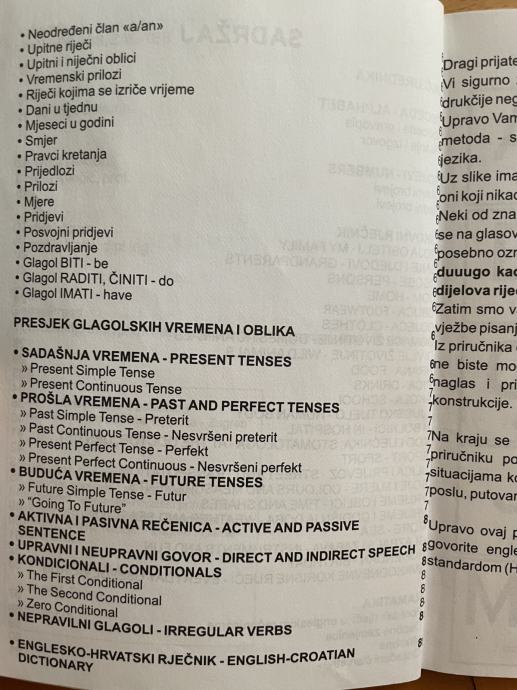 • Neodređeni član «a/an»
• Upitne riječi
• Upitni i niječni oblici
• Vremenski prilozi
• Riječi kojima se izriče vrijeme
• Dani u tjednu
• Mjeseci u godini
• Smjer
• Pravci kretanja
• Prijedlozi
• Prilozi
• Mjere
• Pridjevi
• Posvojni pridjevi
• Pozdravljanje
• Glagol BITI - be
• Glagol RADITI, ČINITI - do
• Glagol IMATI - have
PRESJEK GLAGOLSKIH VREMENA I OBLIKA
• SADAŠNJA VREMENA - PRESENT TENSES
» Present Simple Tense
» Present Continuous Tense
• PROŠLA VREMENA - PAST AND PERFECT TENSES
» Past Simple Tense - Preterit
» Past Continuous Tense - Nesvršeni preterit
» Present Perfect Tense - Perfekt
» Present Perfect Continuous - Nesvršeni perfekt
• BUDUĆA VREMENA - FUTURE TENSES
» Future Simple Tense - Futur
» "Going To Future"
• AKTIVNA I PASIVNA REČENICA - ACTIVE AND PASSIVE
SENTENCE
• UPRAVNI I NEUPRAVNI GOVOR - DIRECT AND INDIRECT SPEECH
• KONDICIONALI - CONDITIONALS
» The First Conditional
» The Second Conditional
» Zero Conditional
• NEPRAVILNI GLAGOLI - IRREGULAR VERBS
• ENGLESKO-HRVATSKI RJEČNIK - ENGLISH-CROATIAN
DICTIONARY
Dragi prijate
Vi sigurno
drukčije neg
Upravo Vam
metoda - s
jezika.
Uz slike ima
oni koji nikad
Neki od zna
se na glasov
posebno ozn
duuugo kao
dijelova rije
Zatim smo v
vježbe pisanj
Iz priručnika
ne biste mo
naglas i pri
konstrukcije.
Na kraju se
priručniku po
situacijama ko
poslu, putovan
Upravo ovaj p
govorite engle
standardom (H